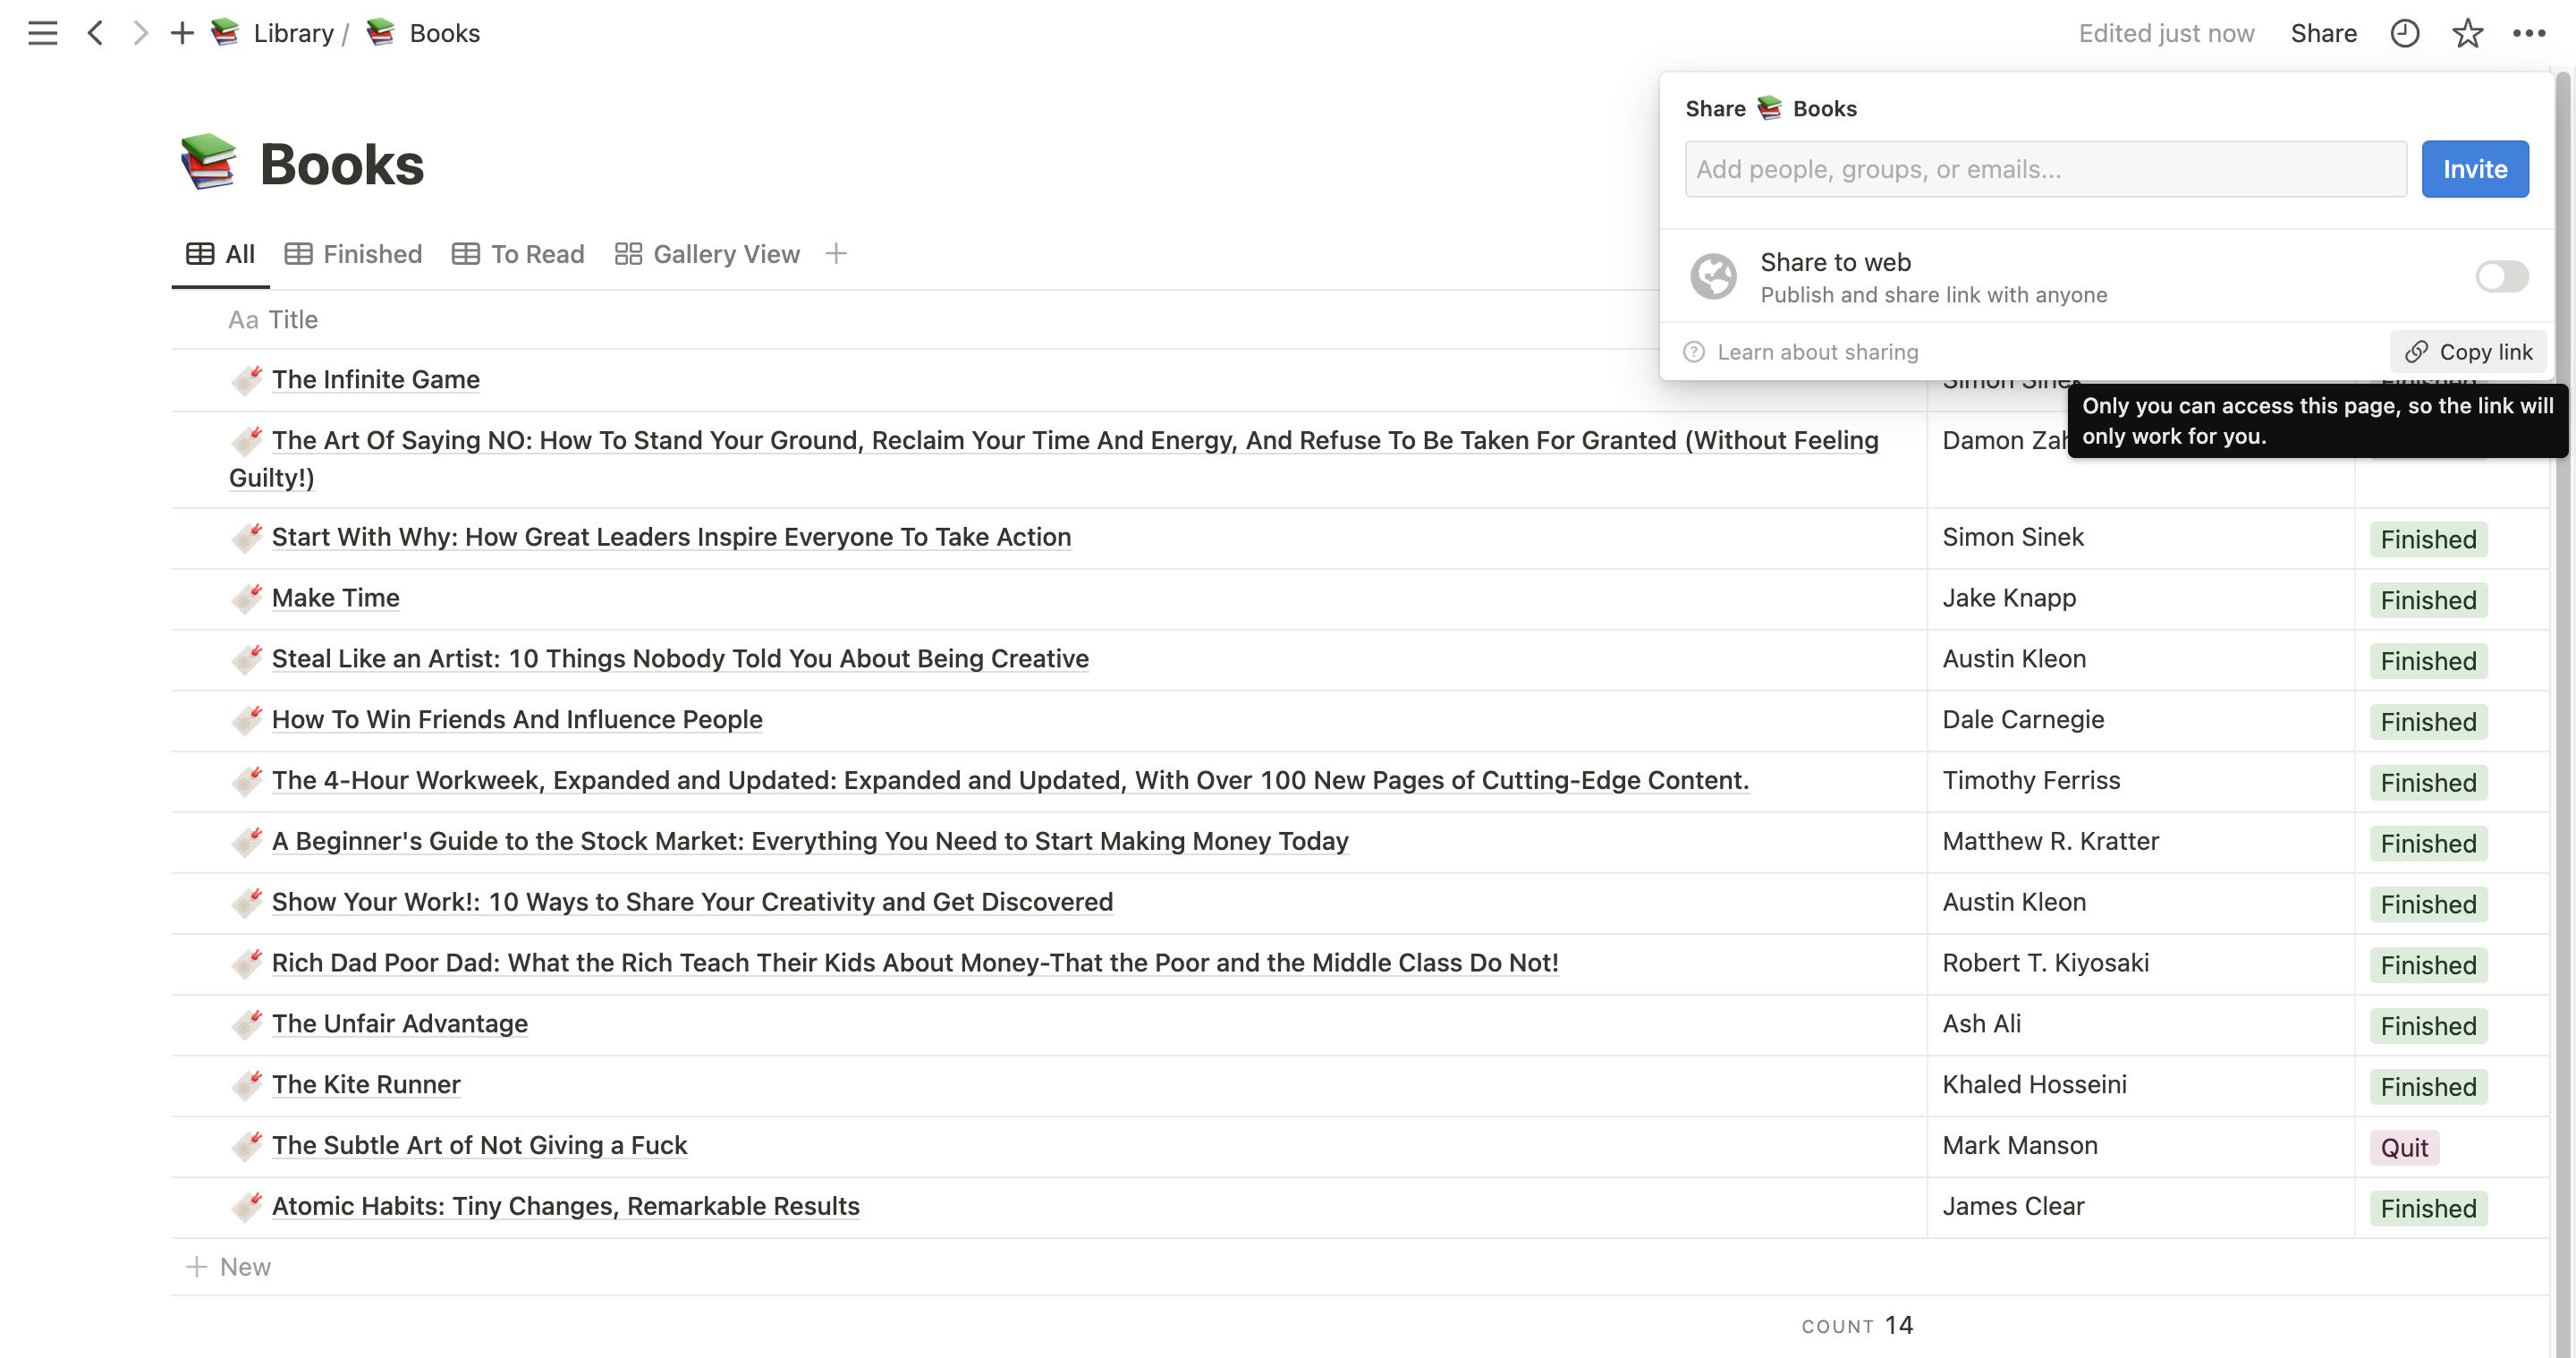 Library / Books
Edited just now Share
Share Books
Add people, groups, or emails...
Invite
Share to web
Publish and share link with anyone
Learn about sharing
Copy link
Only you can access this page, so the link will
only work for you.
Books
All Finished To Read Gallery View
Aa Title
The Infinite Game Simon Sinek Finished
The Art Of Saying NO: How To Stand Your Ground, Reclaim Your Time And Energy, And Refuse To Be Taken For Granted (Without Feeling Damon
Guilty!)
Start With Why: How Great Leaders Inspire Everyone To Take Action Simon Sinek Finished
Make Time Jake Knapp Finished
Steal Like an Artist: 10 Things Nobody Told You About Being Creative Austin Kleon Finished
How To Win Friends And Influence People Dale Carnegie Finished
The 4-Hour Workweek, Expanded and Updated: Expanded and Updated, With Over 100 New Pages of Cutting-Edge Content. Timothy Ferriss Finished
A Beginner's Guide to the Stock Market: Everything You Need to Start Making Money Today Matthew R. Kratter Finished
Show Your Work!: 10 Ways to Share Your Creativity and Get Discovered Austin Kleon Finished
Rich Dad Poor Dad: What the Rich Teach Their Kids About Money-That the Poor and the Middle Class Do Not! Robert T. Kiyosaki Finished
The Unfair Advantage Ash Ali Finished
The Kite Runner Khaled Hosseini Finished
The Subtle Art of Not Giving a Fuck Mark Manson Quit
Atomic Habits: Tiny Changes, Remarkable Results James Clear Finished
New
COUNT 14